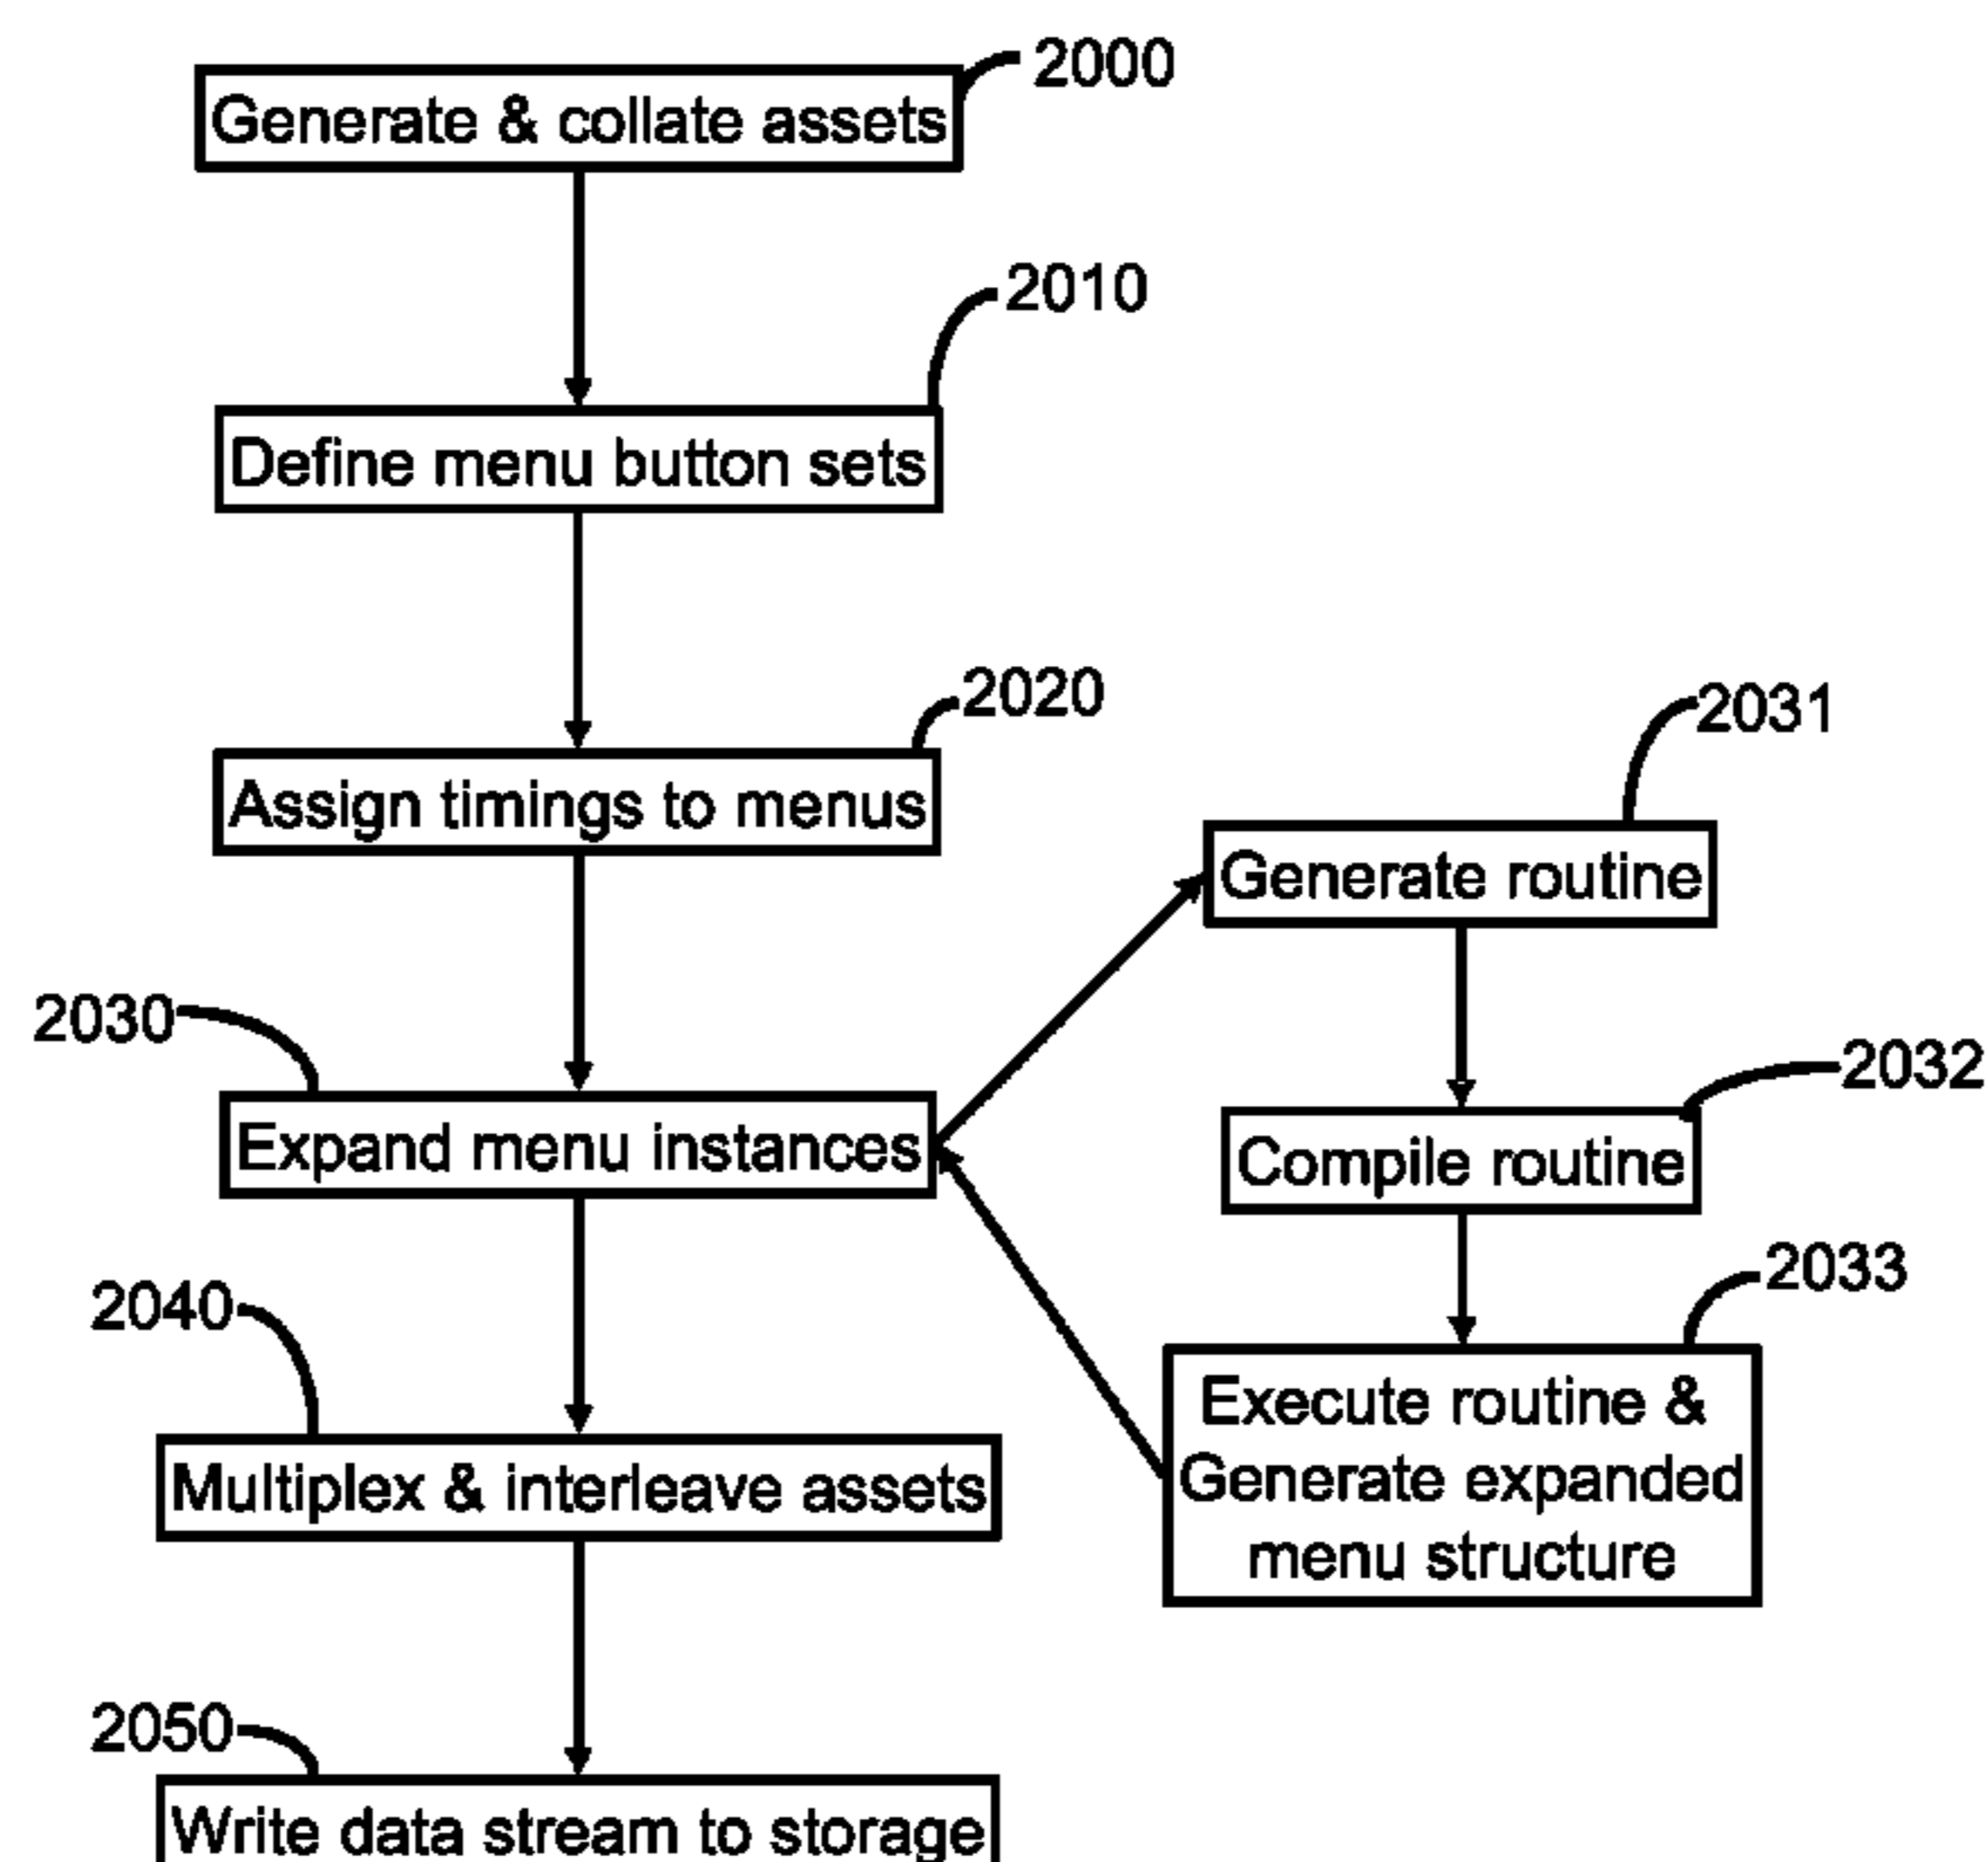 2000
Generate & collate assets
2010
Define menu button sets
2020
Assign timings to menus
2031
Generate routine
2030
Expand menu instances
2032
Compile routine
2040
Multiplex & interleave assets
2033
Execute routine &
Generate expanded
menu structure
2050
Write data stream to storage